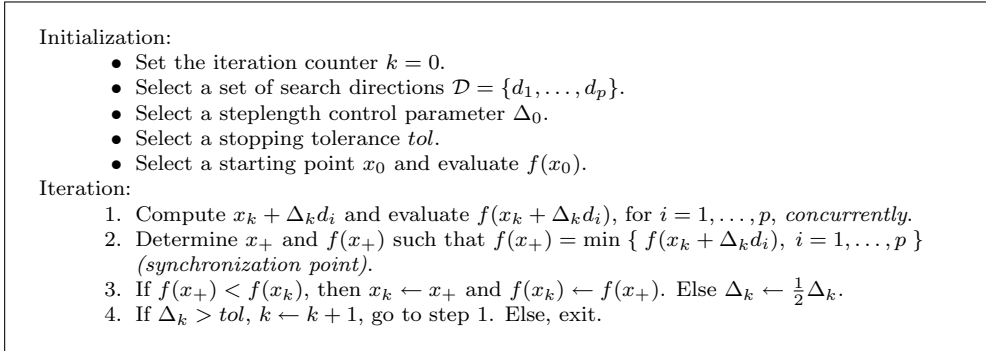 Initialization:
• Set the iteration counter k = 0.
• Select a set of search directions 𝒟 = {d₁, . . . , dₚ}.
• Select a steplength control parameter Δ₀.
• Select a stopping tolerance tol.
• Select a starting point x₀ and evaluate f(x₀).
Iteration:
1. Compute xₖ + Δₖdᵢ and evaluate f(xₖ + Δₖdᵢ), for i = 1, . . . , p, concurrently.
2. Determine x₊ and f(x₊) such that f(x₊) = min { f(xₖ + Δₖdᵢ), i = 1, . . . , p }
(synchronization point).
3. If f(x₊) < f(xₖ), then xₖ ← x₊ and f(xₖ) ← f(x₊). Else Δₖ ← ½Δₖ.
4. If Δₖ > tol, k ← k + 1, go to step 1. Else, exit.